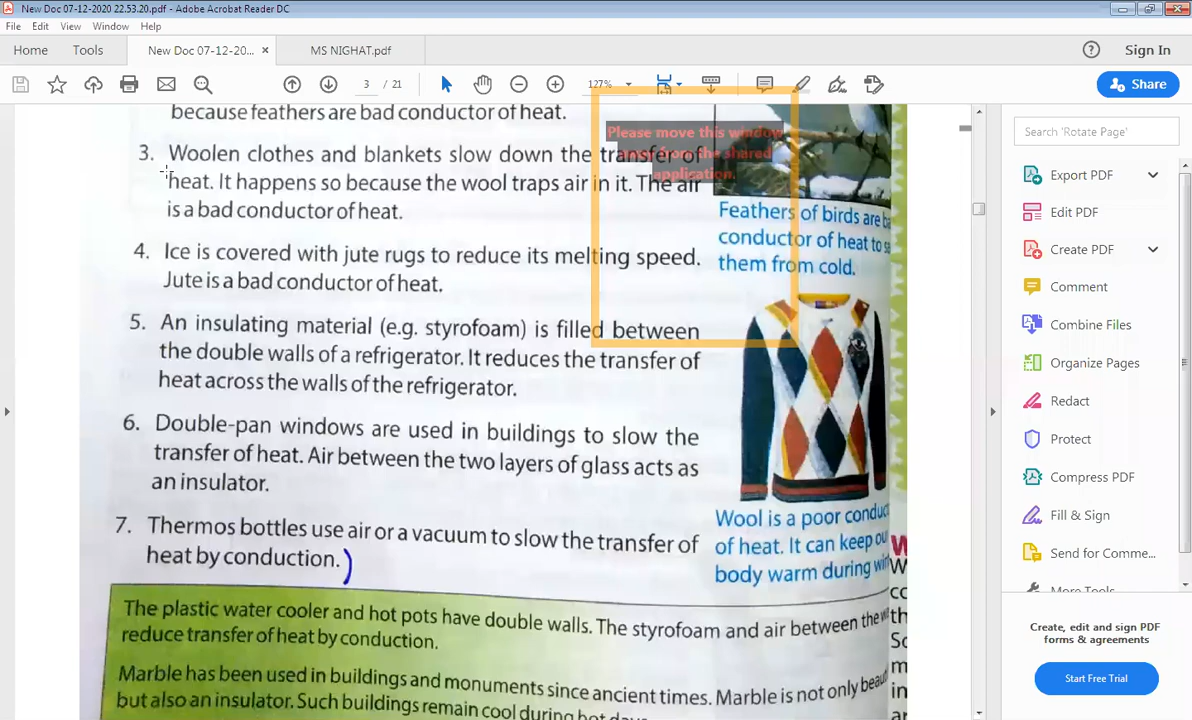 New Doc 07-12-2020 22.53.20.pdf - Adobe Acrobat Reader DC
File Edit View Window Help
Home Tools New Doc 07-12-20... × MS NIGHAT.pdf Sign In
3 / 21 127% Share
because feathers are bad conductor of heat.
3. Woolen clothes and blankets slow down the transfer of
heat. It happens so because the wool traps air in it. The air
is a bad conductor of heat.
4. Ice is covered with jute rugs to reduce its melting speed.
Jute is a bad conductor of heat.
5. An insulating material (e.g. styrofoam) is filled between
the double walls of a refrigerator. It reduces the transfer of
heat across the walls of the refrigerator.
6. Double-pan windows are used in buildings to slow the
transfer of heat. Air between the two layers of glass acts as
an insulator.
7. Thermos bottles use air or a vacuum to slow the transfer of
heat by conduction.)
Please move this window
away from the shared
application.
Feathers of birds are
conductor of heat to
them from cold.
Wool is a poor
of heat. It can keep
body warm during
The plastic water cooler and hot pots have double walls. The styrofoam and air between the
reduce transfer of heat by conduction.
Marble has been used in buildings and monuments since ancient times. Marble is not only
but also an insulator. Such buildings remain cool during hot
Search 'Rotate Page'
Export PDF
Edit PDF
Create PDF
Comment
Combine Files
Organize Pages
Redact
Protect
Compress PDF
Fill & Sign
Send for Comme...
More Tools
Create, edit and sign PDF
forms & agreements
Start Free Trial